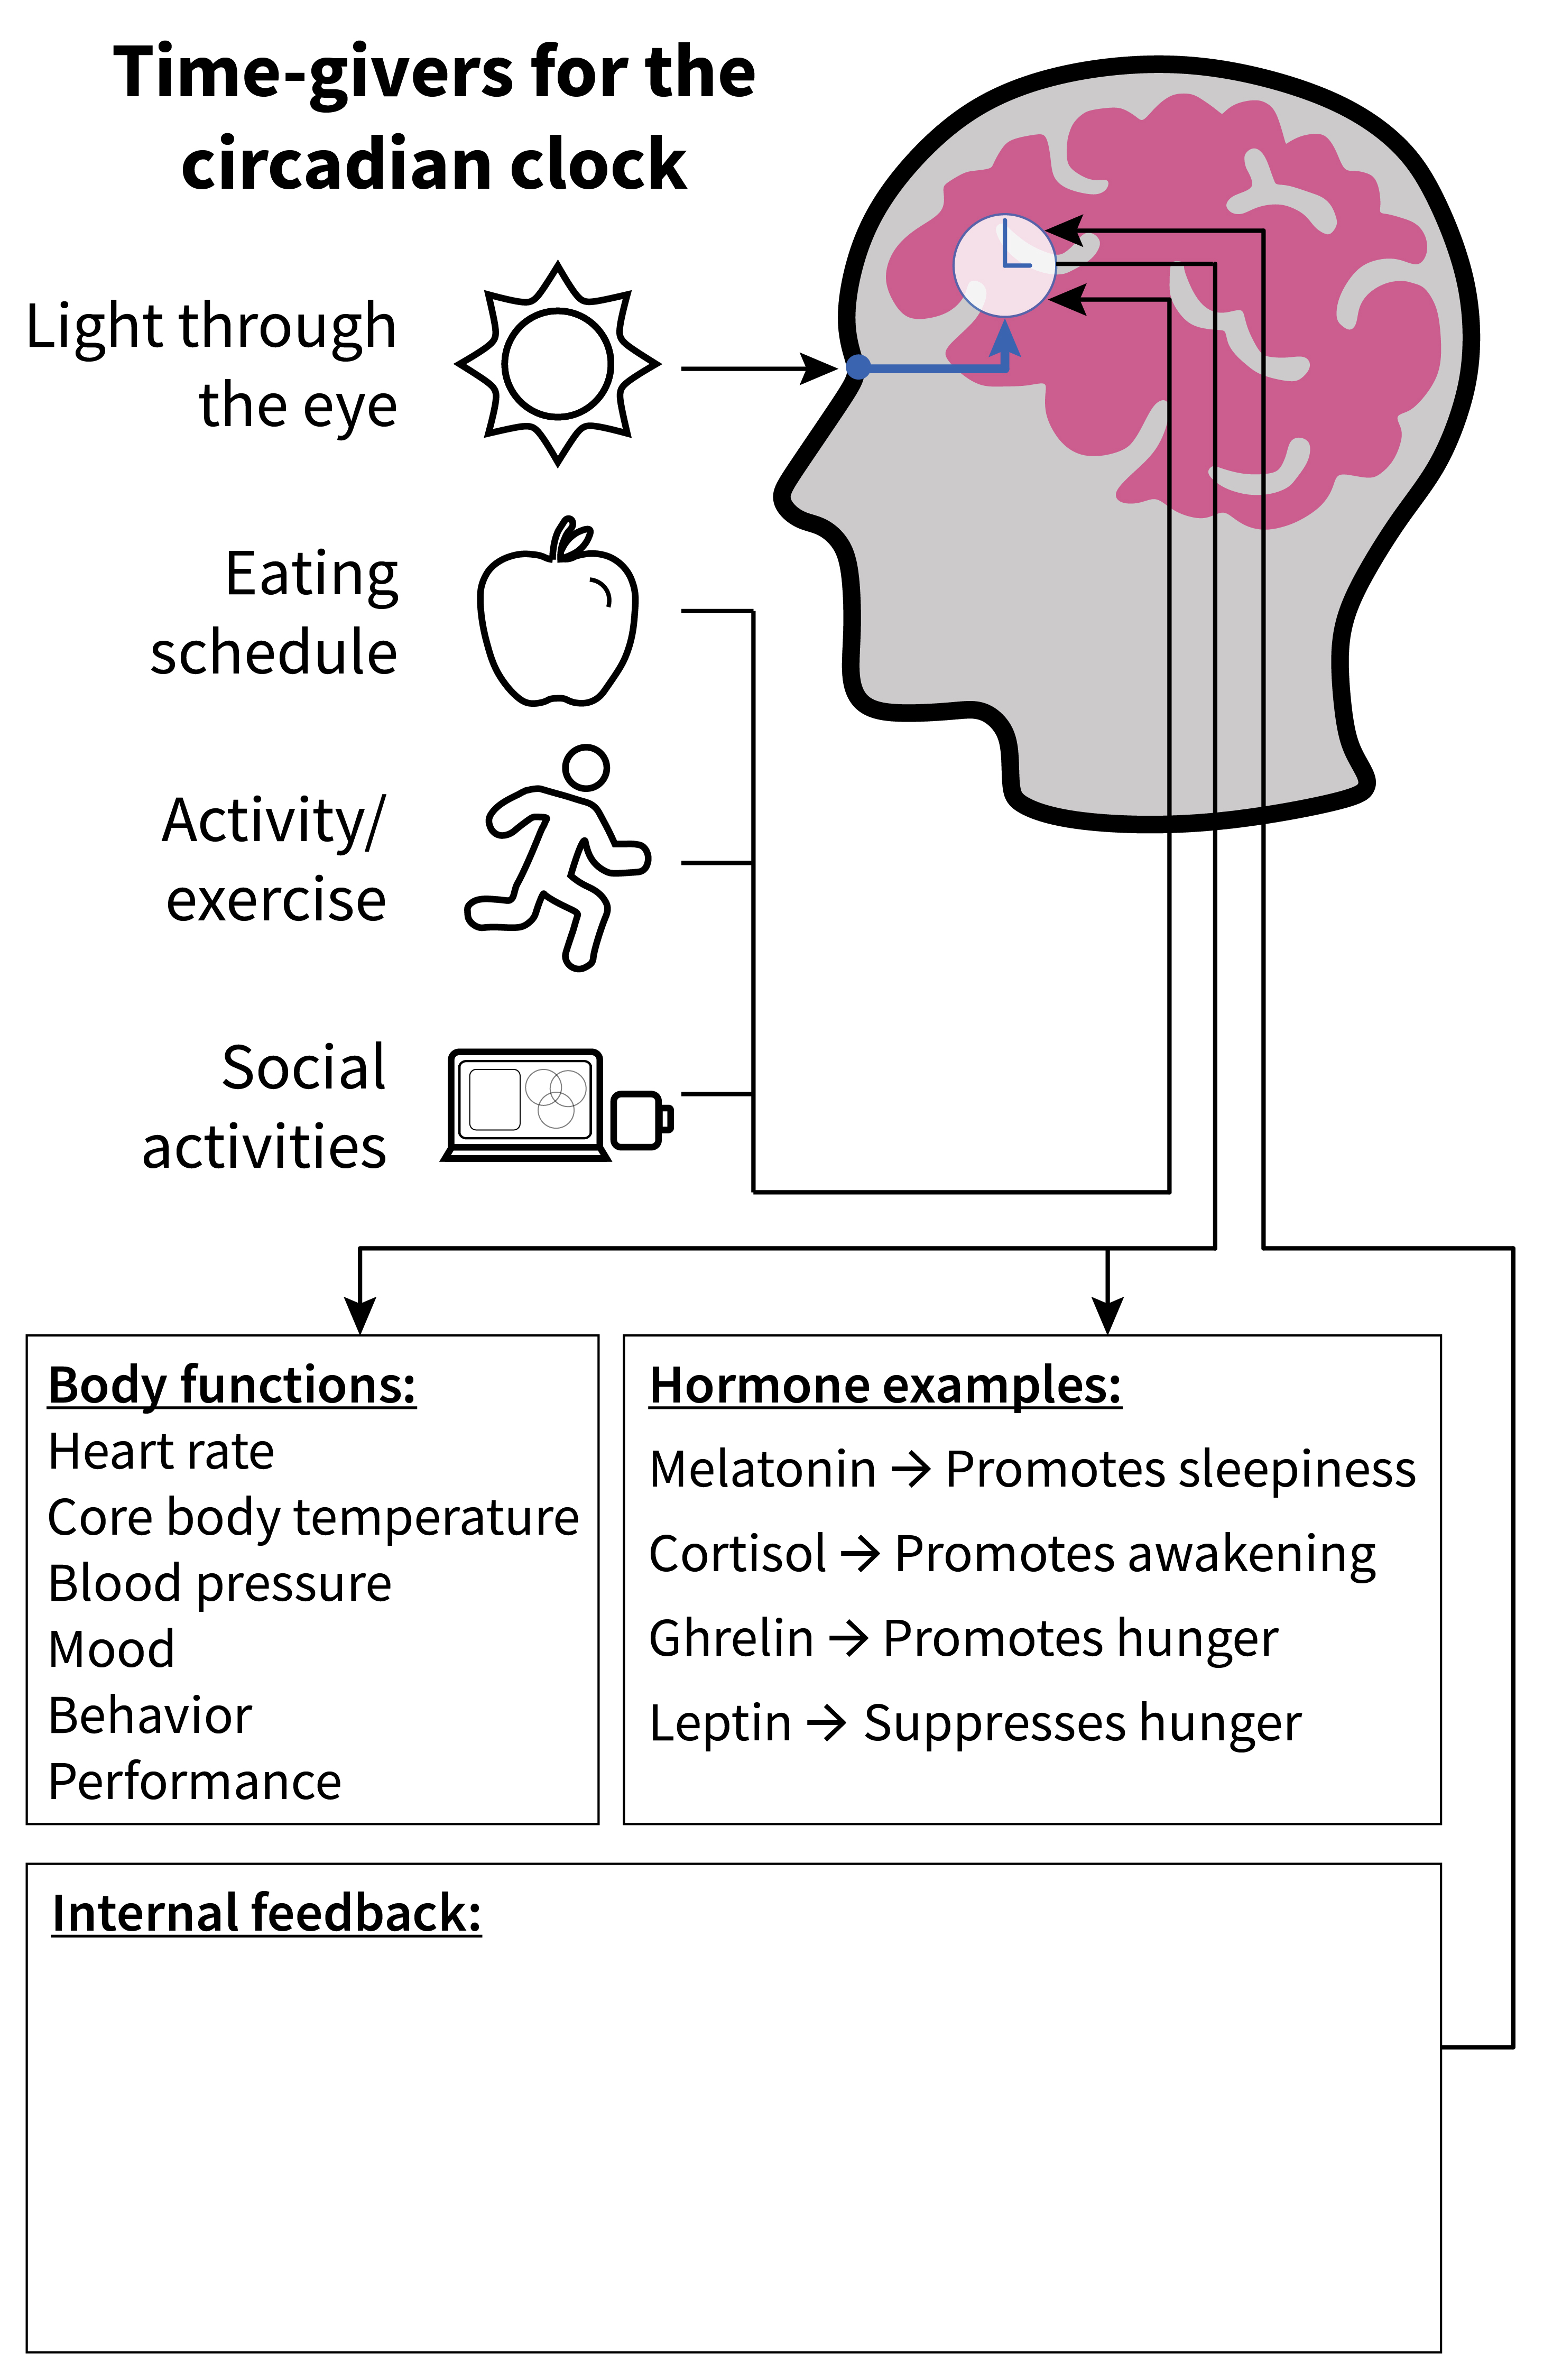 Time-givers for the
circadian clock
Light through
the eye
Eating
schedule
Activity/
exercise
Social
activities
Body functions:
Heart rate
Core body temperature
Blood pressure
Mood
Behavior
Performance
Hormone examples:
Melatonin → Promotes sleepiness
Cortisol → Promotes awakening
Ghrelin → Promotes hunger
Leptin → Suppresses hunger
Internal feedback: